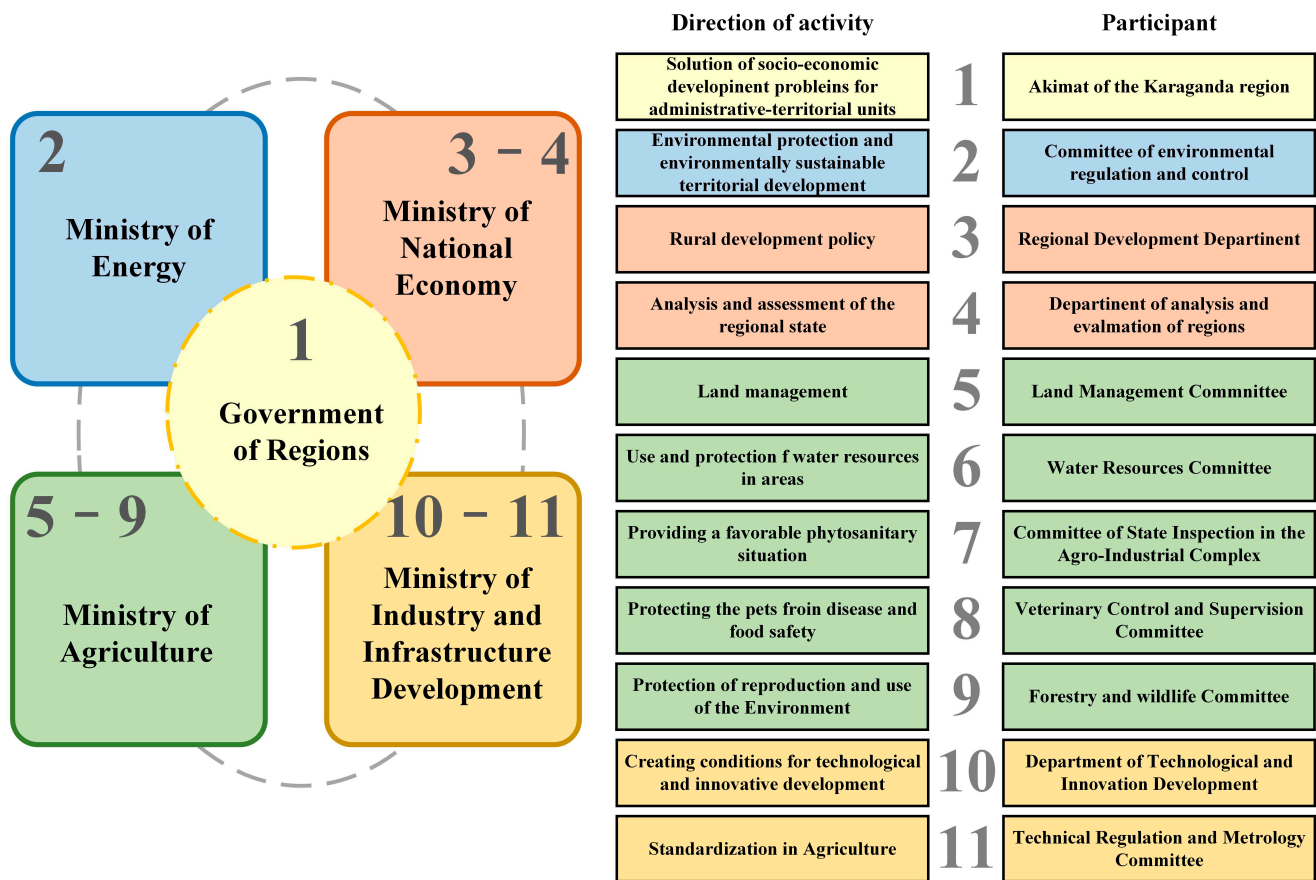 2
Ministry of
Energy
3 – 4
Ministry of
National
Economy
1
Government
of Regions
5 – 9
Ministry of
Agriculture
10 – 11
Ministry of
Industry and
Infrastructure
Development
Direction of activity
Participant
Solution of socio-economic
developinent probleins for
administrative-territorial units
1
Akimat of the Karaganda region
Environmental protection and
environmentally sustainable
territorial development
2
Committee of environmental
regulation and control
Rural development policy
3
Regional Development Departinent
Analysis and assessment of the
regional state
4
Departinent of analysis and
evalmation of regions
Land management
5
Land Management Commnittee
Use and protection f water resources
in areas
6
Water Resources Cmnittee
Providing a favorable phytosanitary
situation
7
Committee of State Inspection in the
Agro-Industrial Complex
Protecting the pets froin disease and
food safety
8
Veterinary Control and Supervision
Committee
Protection of reproduction and use
of the Environment
9
Forestry and wildlife Committee
Creating conditions for technological
and innovative development
10
Department of Technological and
Innovation Development
Standardization in Agriculture
11
Technical Regulation and Metrology
Committee